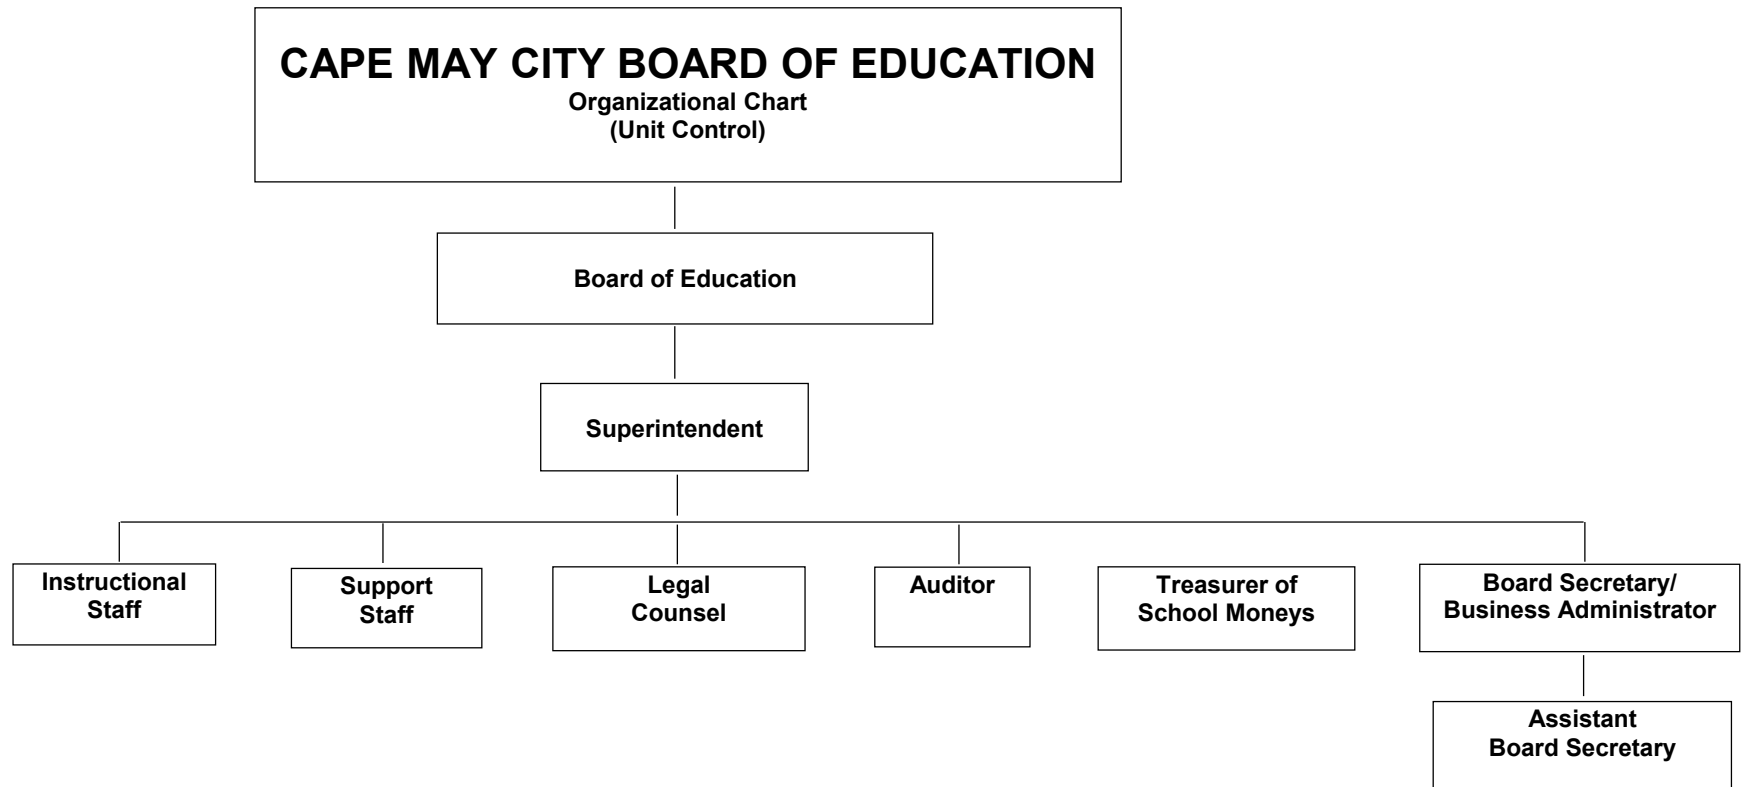 CAPE MAY CITY BOARD OF EDUCATION
Organizational Chart
(Unit Control)
Board of Education
Superintendent
Instructional
Staff
Support
Staff
Legal
Counsel
Auditor
Treasurer of
School Moneys
Board Secretary/
Business Administrator
Assistant
Board Secretary